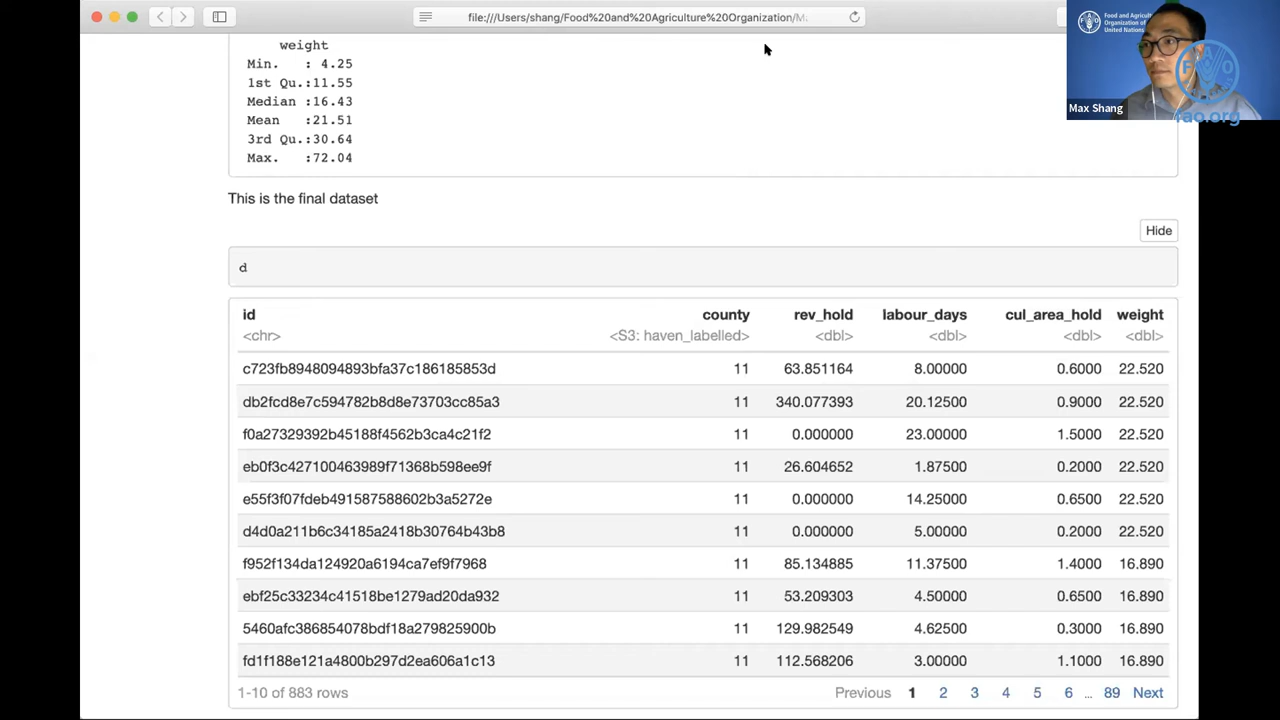 file:///Users/shang/Food%20and%20Agriculture%20Organization/M
weight
Min. : 4.25
1st Qu.:11.55
Median :16.43
Mean :21.51
3rd Qu.:30.64
Max. :72.04
This is the final dataset
Hide
d
id county rev_hold labour_days cul_area_hold weight
<chr> <S3: haven_labelled> <dbl> <dbl> <dbl> <dbl>
c723fb8948094893bfa37c186185853d 11 63.851164 8.00000 0.6000 22.520
db2fcd8e7c594782b8d8e73703cc85a3 11 340.077393 20.12500 0.9000 22.520
f0a27329392b45188f4562b3ca4c21f2 11 0.000000 23.00000 1.5000 22.520
eb0f3c427100463989f71368b598ee9f 11 26.604652 1.87500 0.2000 22.520
e55f3f07fdeb491587588602b3a5272e 11 0.000000 14.25000 0.6500 22.520
d4d0a211b6c34185a2418b30764b43b8 11 0.000000 5.00000 0.2000 22.520
f952f134da124920a6194ca7ef9f7968 11 85.134885 11.37500 1.4000 16.890
ebf25c33234c41518be1279ad20da932 11 53.209303 4.50000 0.6500 16.890
5460afc386854078bdf18a279825900b 11 129.982549 4.62500 0.3000 16.890
fd1f188e121a4800b297d2ea606a1c13 11 112.568206 3.00000 1.1000 16.890
1-10 of 883 rows Previous 1 2 3 4 5 6 ... 89 Next
Food and
Organization of
United Nations
Max Shang
fao.org